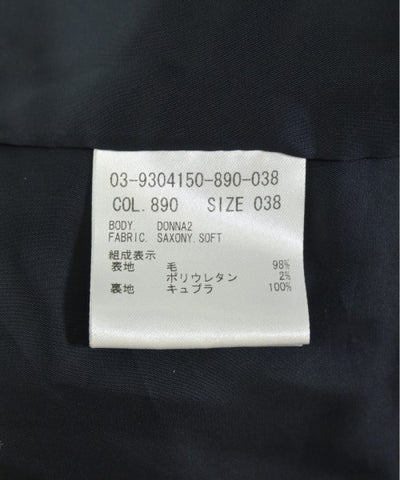 03-9304150-890-038
COL. 890 SIZE 038
BODY. DONNA2
FABRIC. SAXONY.SOFT
組成表示
表地 毛 98%
ポリウレタン 2%
裏地 キュプラ 100%